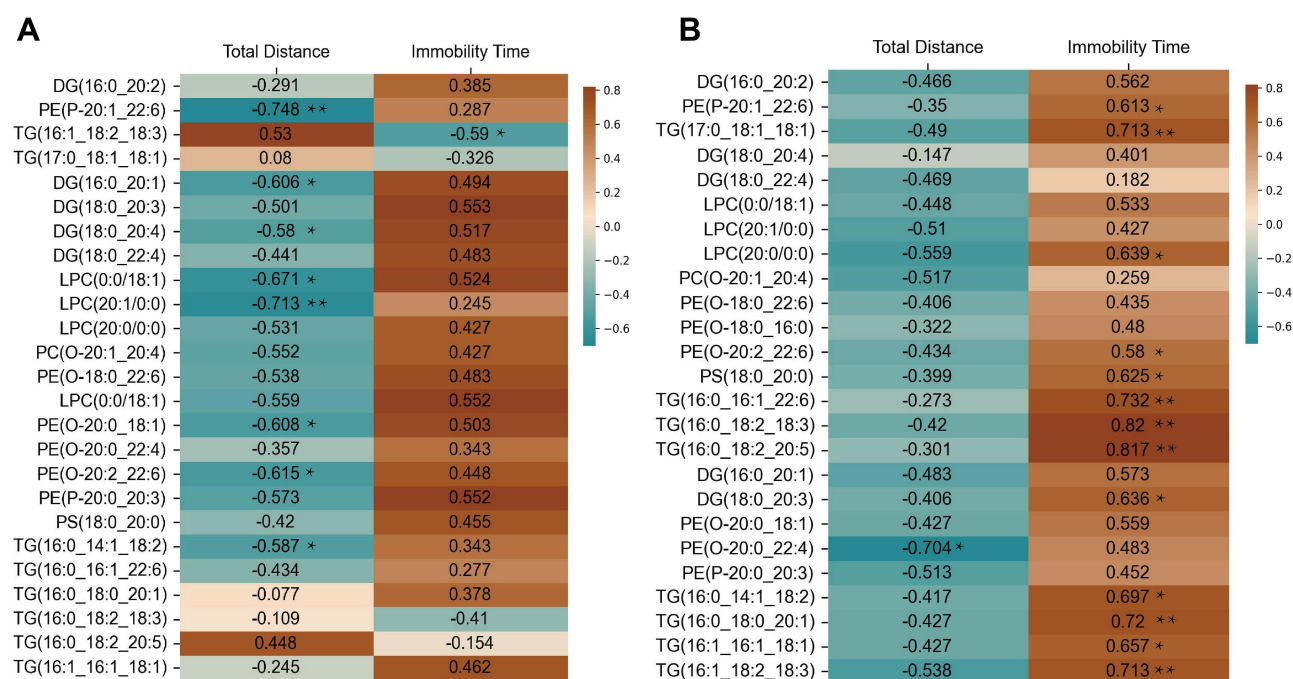 A
Total Distance Immobility Time
DG(16:0_20:2) -0.291 0.385
PE(P-20:1_22:6) -0.748 ** 0.287
TG(16:1_18:2_18:3) 0.53 -0.59 *
TG(17:0_18:1_18:1) 0.08 -0.326
DG(16:0_20:1) -0.606 * 0.494
DG(18:0_20:3) -0.501 0.553
DG(18:0_20:4) -0.58 * 0.517
DG(18:0_22:4) -0.441 0.483
LPC(0:0/18:1) -0.671 * 0.524
LPC(20:1/0:0) -0.713 ** 0.245
LPC(20:0/0:0) -0.531 0.427
PC(O-20:1_20:4) -0.552 0.427
PE(O-18:0_22:6) -0.538 0.483
LPC(0:0/18:1) -0.559 0.552
PE(O-20:0_18:1) -0.608 * 0.503
PE(O-20:0_22:4) -0.357 0.343
PE(O-20:2_22:6) -0.615 * 0.448
PE(P-20:0_20:3) -0.573 0.552
PS(18:0_20:0) -0.42 0.455
TG(16:0_14:1_18:2) -0.587 * 0.343
TG(16:0_16:1_22:6) -0.434 0.277
TG(16:0_18:0_20:1) -0.077 0.378
TG(16:0_18:2_18:3) -0.109 -0.41
TG(16:0_18:2_20:5) 0.448 -0.154
TG(16:1_16:1_18:1) -0.245 0.462
0.8
0.6
0.4
0.2
0.0
−0.2
−0.4
−0.6
B
Total Distance Immobility Time
DG(16:0_20:2) -0.466 0.562
PE(P-20:1_22:6) -0.35 0.613 *
TG(17:0_18:1_18:1) -0.49 0.713 **
DG(18:0_20:4) -0.147 0.401
DG(18:0_22:4) -0.469 0.182
LPC(0:0/18:1) -0.448 0.533
LPC(20:1/0:0) -0.51 0.427
LPC(20:0/0:0) -0.559 0.639 *
PC(O-20:1_20:4) -0.517 0.259
PE(O-18:0_22:6) -0.406 0.435
PE(O-18:0_16:0) -0.322 0.48
PE(O-20:2_22:6) -0.434 0.58 *
PS(18:0_20:0) -0.399 0.625 *
TG(16:0_16:1_22:6) -0.273 0.732 **
TG(16:0_18:2_18:3) -0.42 0.82 **
TG(16:0_18:2_20:5) -0.301 0.817 **
DG(16:0_20:1) -0.483 0.573
DG(18:0_20:3) -0.406 0.636 *
PE(O-20:0_18:1) -0.427 0.559
PE(O-20:0_22:4) -0.704 * 0.483
PE(P-20:0_20:3) -0.513 0.452
TG(16:0_14:1_18:2) -0.417 0.697 *
TG(16:0_18:0_20:1) -0.427 0.72 **
TG(16:1_16:1_18:1) -0.427 0.657 *
TG(16:1_18:2_18:3) -0.538 0.713 **
0.8
0.6
0.4
0.2
0.0
−0.2
−0.4
−0.6